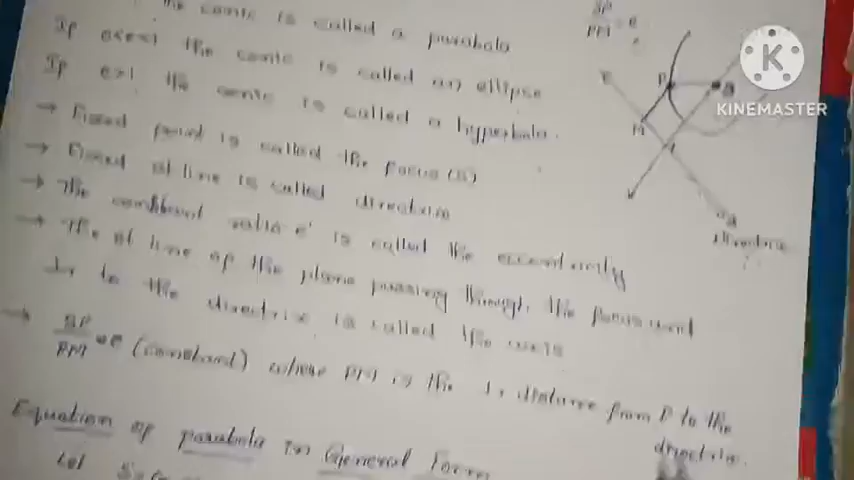 the conic is called a parabola
If e<1 the conic is called an ellipse
If e>1 the conic is called a hyperbola.
→ Fixed point is called the focus (S)
→ Fixed st line is called directrix
→ The constant ratio 'e' is called the eccentricity
→ The st line of the plane passing through the focus and
⊥r to the directrix is called the axis
→ SP/PM = e (constant) where PM is the ⊥r distance from P to the
directrix.
Equation of parabola in General Form
Let
SP/PM = e
P
S
M
A
directrix
K
KINEMASTER